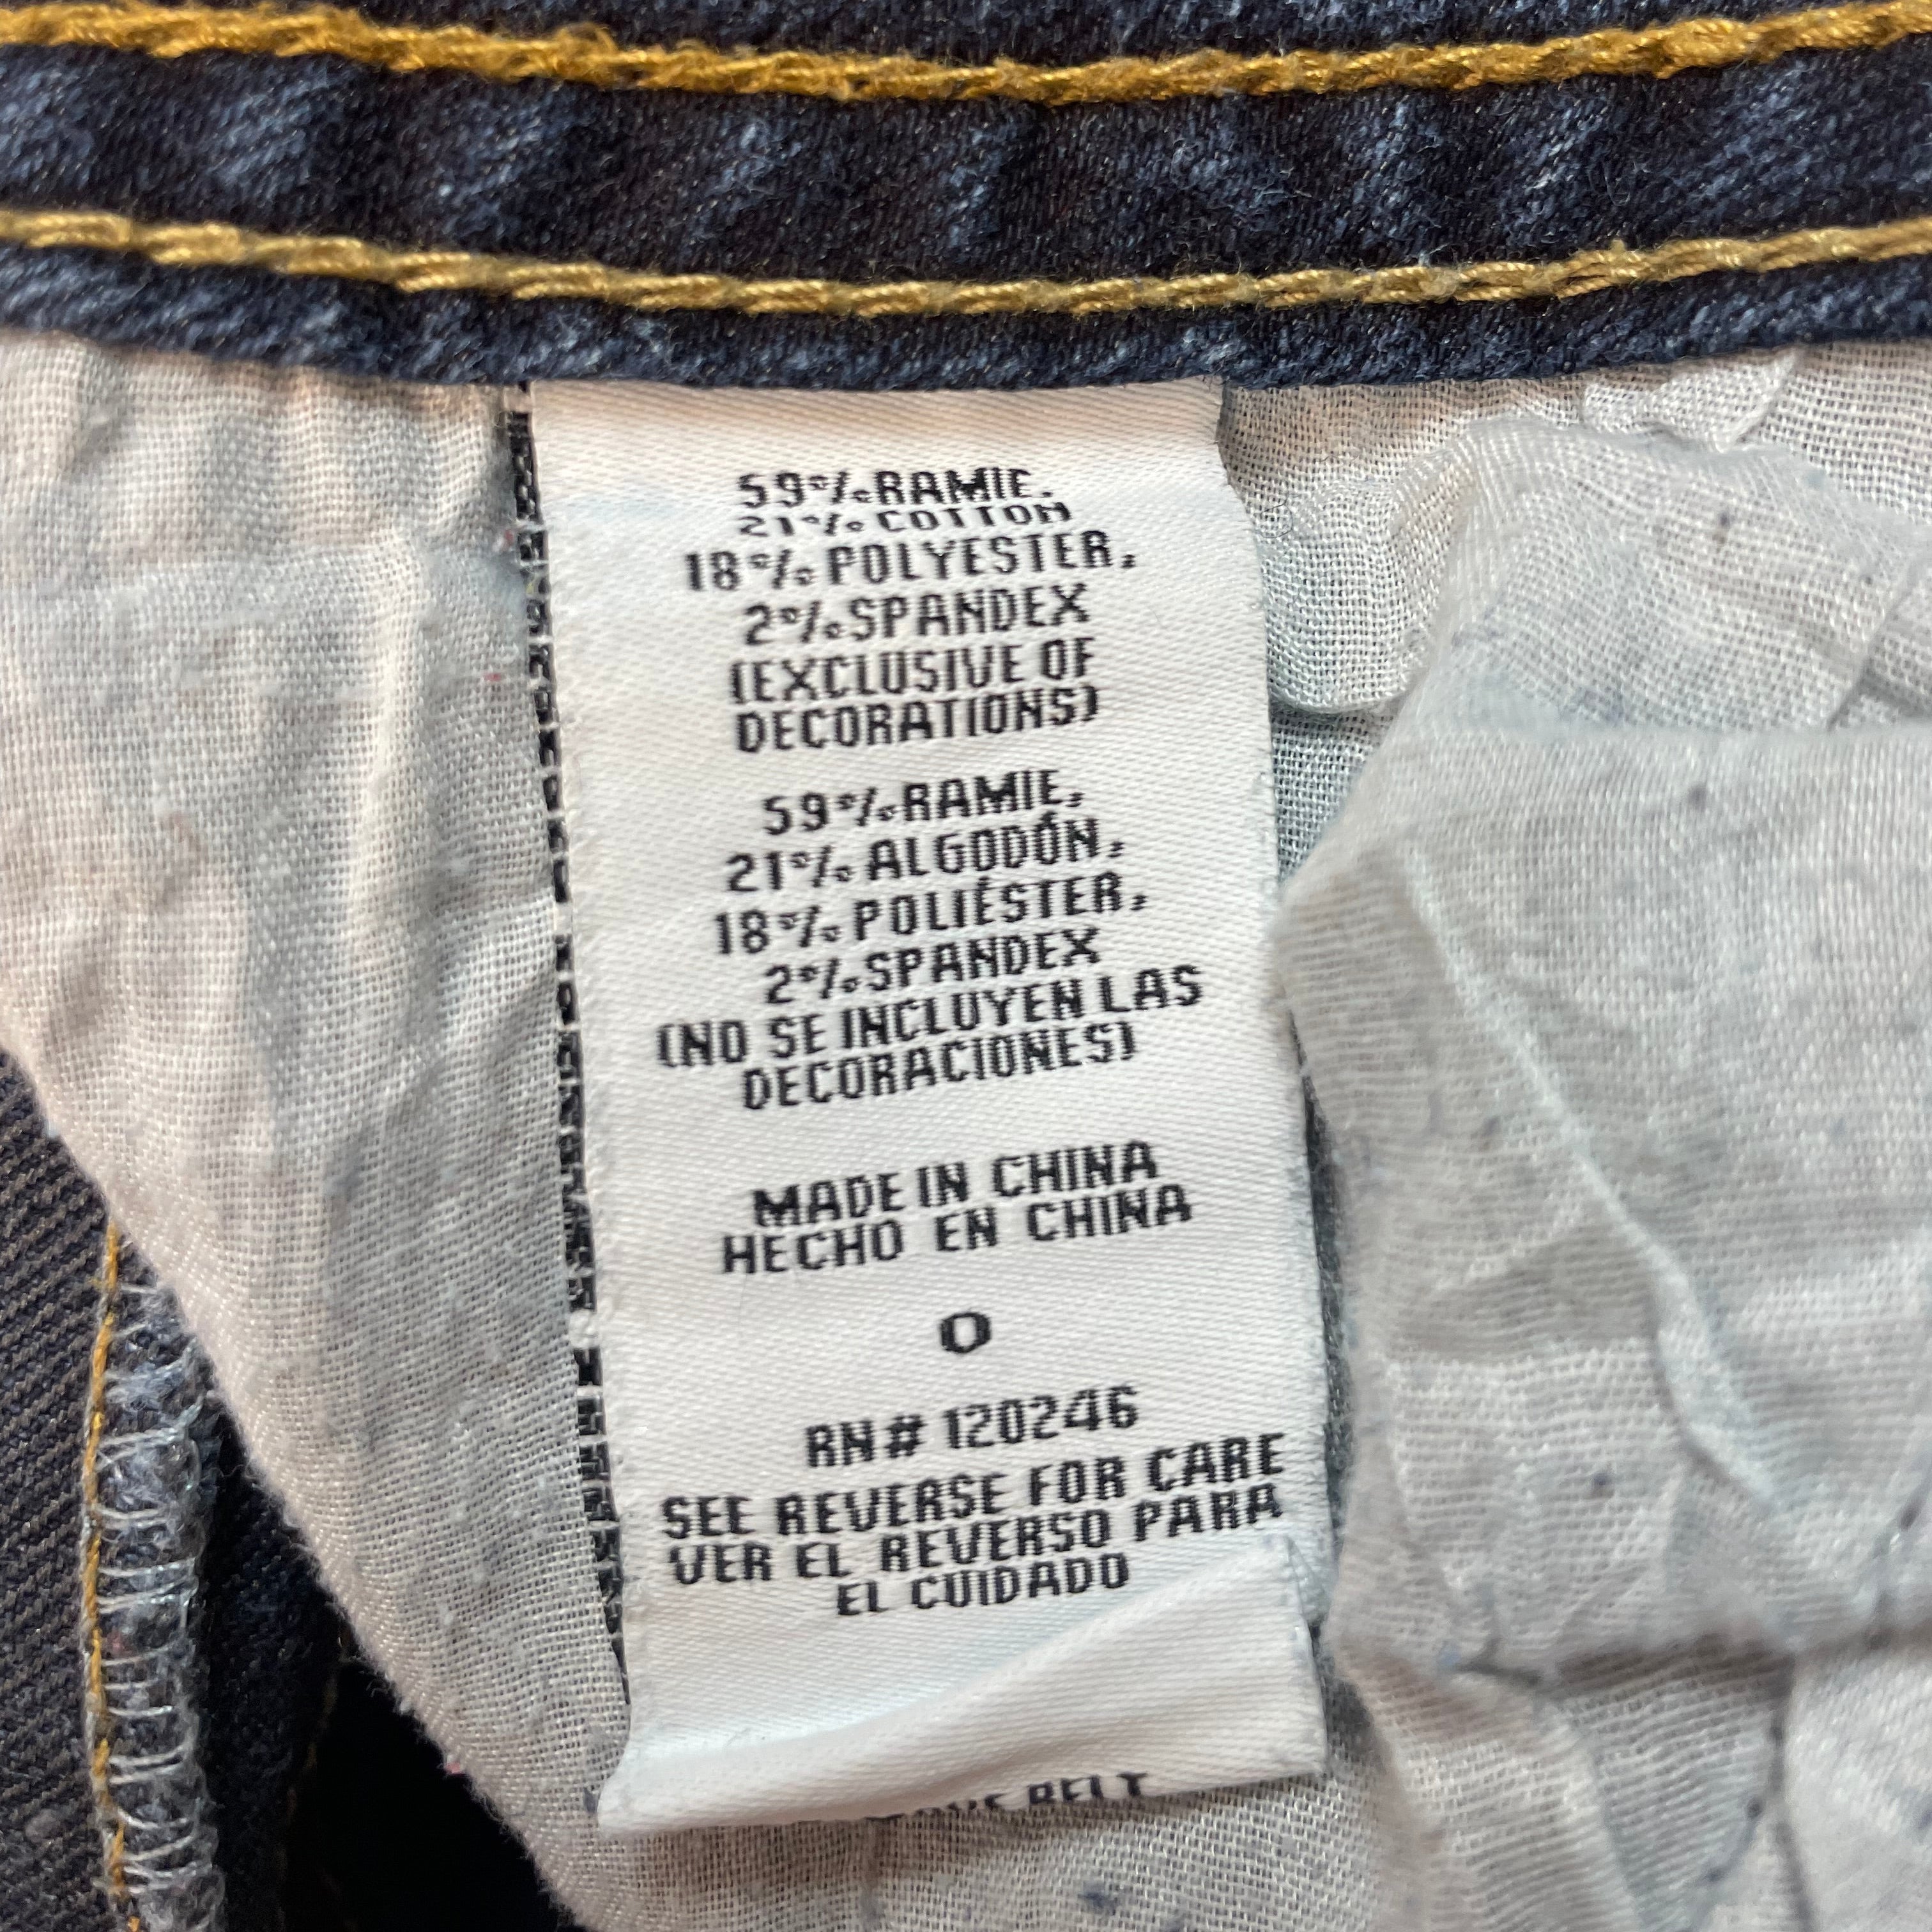 59% RAMIE,
21% COTTON
18% POLYESTER,
2% SPANDEX
(EXCLUSIVE OF
DECORATIONS)
59% RAMIE,
21% ALGODÓN,
18% POLIÉSTER,
2% SPANDEX
(NO SE INCLUYEN LAS
DECORACIONES)
MADE IN CHINA
HECHO EN CHINA
0
RN# 120246
SEE REVERSE FOR CARE
VER EL REVERSO PARA
EL CUIDADO
BELT